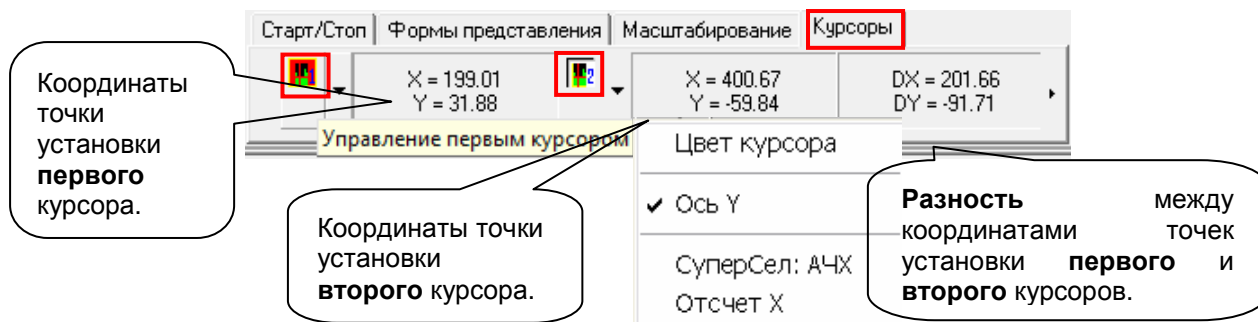 Старт/Стоп Формы представления Масштабирование Курсоры
1 X = 199.01 2 X = 400.67 DX = 201.66
Y = 31.88 Y = -59.84 DY = -91.71
Управление первым курсором
Координаты
точки
установки
первого
курсора.
Координаты точки
установки
второго курсора.
Цвет курсора
Ось Y
СуперСел: АЧХ
Отсчет X
Разность между
координатами точек
установки первого и
второго курсоров.